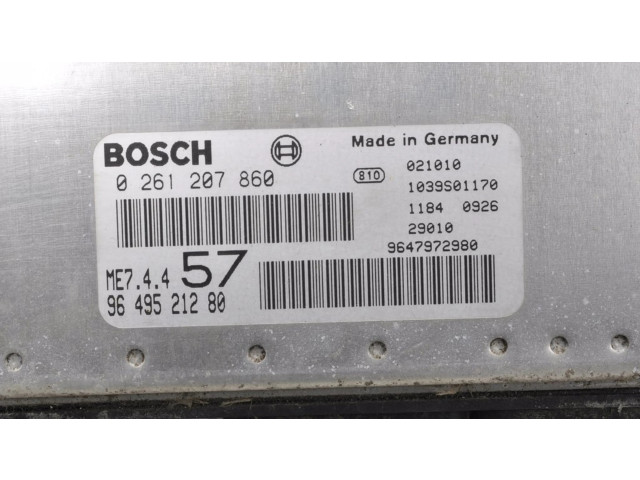 BOSCH
Made in Germany
0 261 207 860
810
021010
1039S01170
1184 0926
29010
9647972980
ME7.4.4 57
96 495 212 80